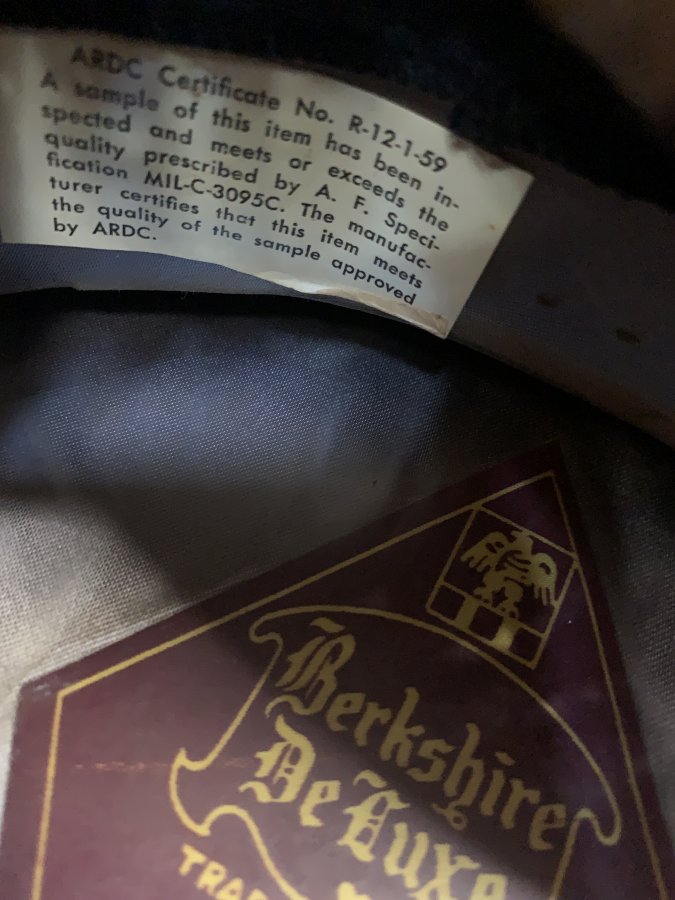 ARDC Certificate No. R-12-1-59
A sample of this item has been in-
spected and meets or exceeds the
quality prescribed by A. F. Speci-
fication MIL-C-3095C. The manufac-
turer certifies that this item meets
the quality of the sample approved
by ARDC.
Berkshire
DeLuxe